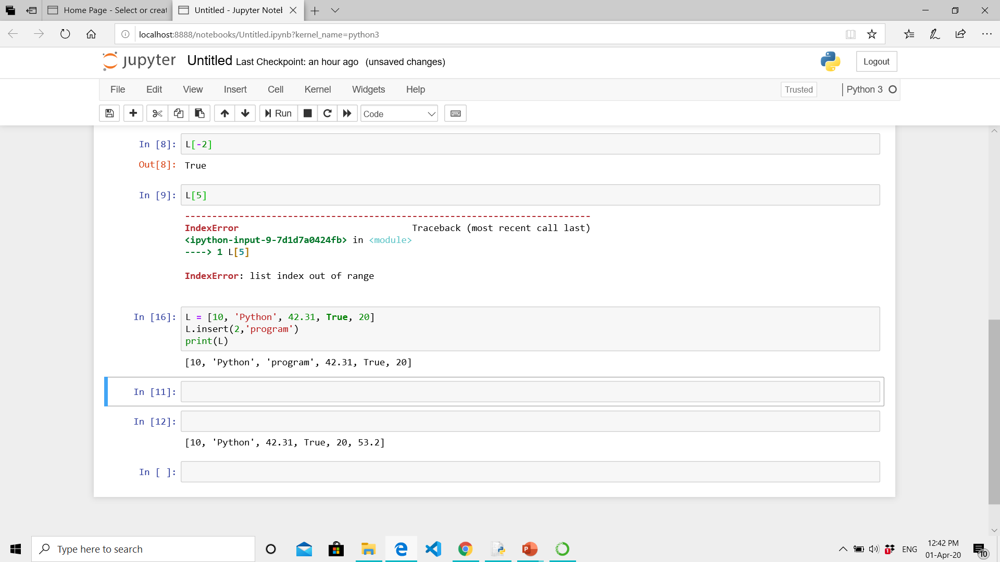 Home Page - Select or creat
Untitled - Jupyter Noteb
localhost:8888/notebooks/Untitled.ipynb?kernel_name=python3
jupyter Untitled Last Checkpoint: an hour ago (unsaved changes)
Logout
File Edit View Insert Cell Kernel Widgets Help Trusted Python 3
Run Code
In [8]: L[-2]
Out[8]: True
In [9]: L[5]
---------------------------------------------------------------------------
IndexError Traceback (most recent call last)
<ipython-input-9-7d1d7a0424fb> in <module>
----> 1 L[5]
IndexError: list index out of range
In [16]: L = [10, 'Python', 42.31, True, 20]
L.insert(2,'program')
print(L)
[10, 'Python', 'program', 42.31, True, 20]
In [11]:
In [12]:
[10, 'Python', 42.31, True, 20, 53.2]
In [ ]:
Type here to search
P
1
ENG
12:42 PM
01-Apr-20
10